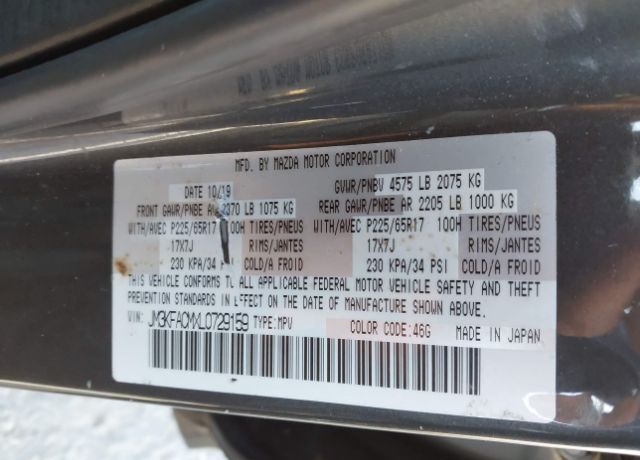 MFD. BY MAZDA MOTOR CORPORATION
DATE 10/19 GVWR/PNBV 4575 LB 2075 KG
FRONT GAWR/PNBE 2370 LB 1075 KG REAR GAWR/PNBE AR 2205 LB 1000 KG
WITH/AVEC P225/65R17 100H TIRES/PNEUS WITH/AVEC P225/65R17 100H TIRES/PNEUS
17X7J RIMS/JANTES 17X7J RIMS/JANTES
230 KPA/34 PSI COLD/A FROID 230 KPA/34 PSI COLD/A FROID
THIS VEHICLE CONFORMS TO ALL APPLICABLE FEDERAL MOTOR VEHICLE SAFETY AND THEFT
PREVENTION STANDARDS IN EFFECT ON THE DATE OF MANUFACTURE SHOWN ABOVE.
VIN: TYPE:MPV COLOR CODE:46G MADE IN JAPAN